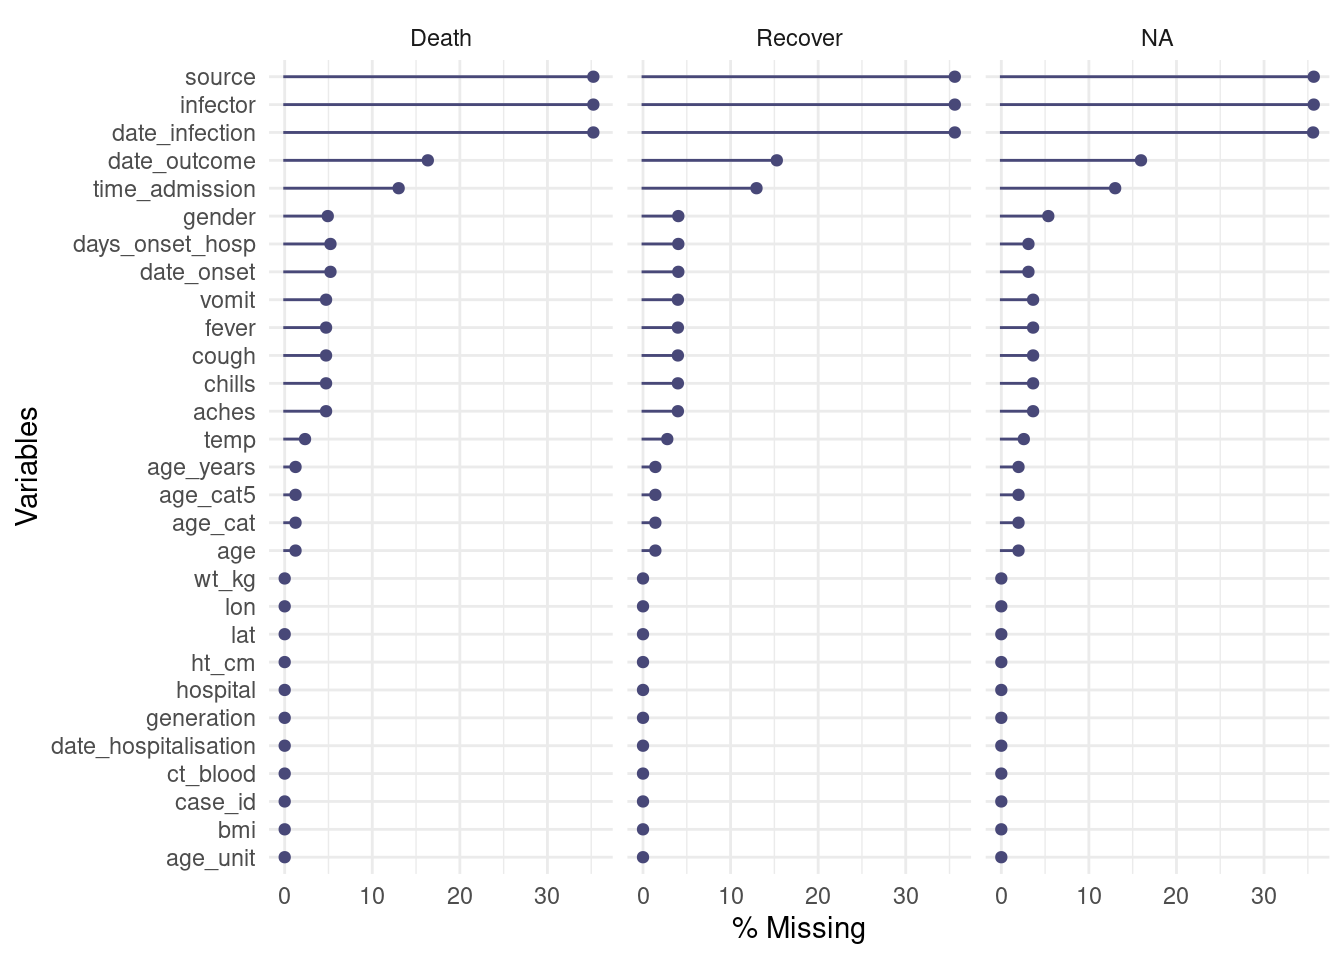 Death Recover NA
source
infector
date_infection
date_outcome
time_admission
gender
days_onset_hosp
date_onset
vomit
fever
cough
chills
aches
temp
age_years
age_cat5
age_cat
age
wt_kg
lon
lat
ht_cm
hospital
generation
date_hospitalisation
ct_blood
case_id
bmi
age_unit
Variables
0 10 20 30 0 10 20 30 0 10 20 30
% Missing